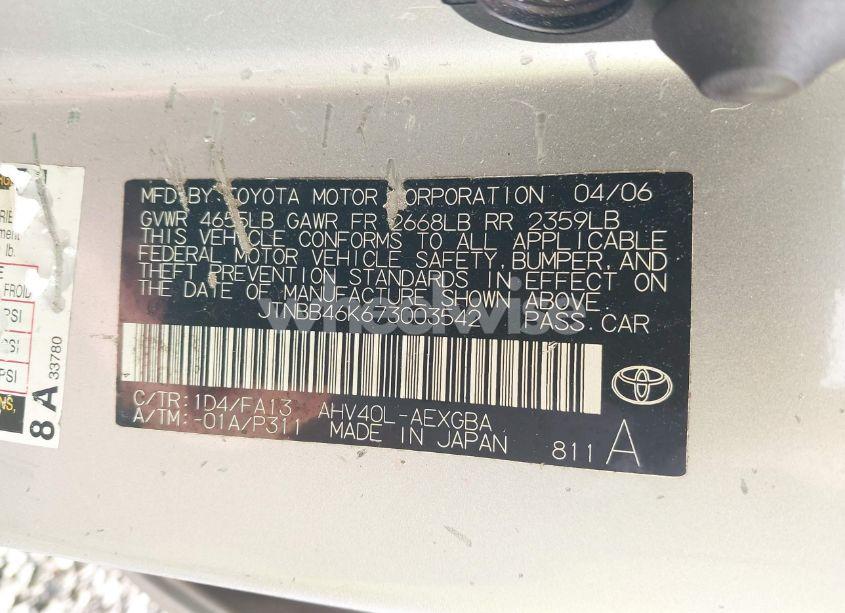 MFD BY: TOYOTA MOTOR CORPORATION 04/06
GVWR 4655LB GAWR FR 2668LB RR 2359LB
THIS VEHICLE CONFORMS TO ALL APPLICABLE
FEDERAL MOTOR VEHICLE SAFETY, BUMPER, AND
THEFT PREVENTION STANDARDS IN EFFECT ON
THE DATE OF MANUFACTURE SHOWN ABOVE.
JTNBB46K673003542 PASS.CAR
C/TR: 1D4/FA13 AHV40L-AEXGBA
A/TM: -01A/P311 MADE IN JAPAN
811 A
FROID
PSI
PSI
PSI
8A 33780
wheelwise